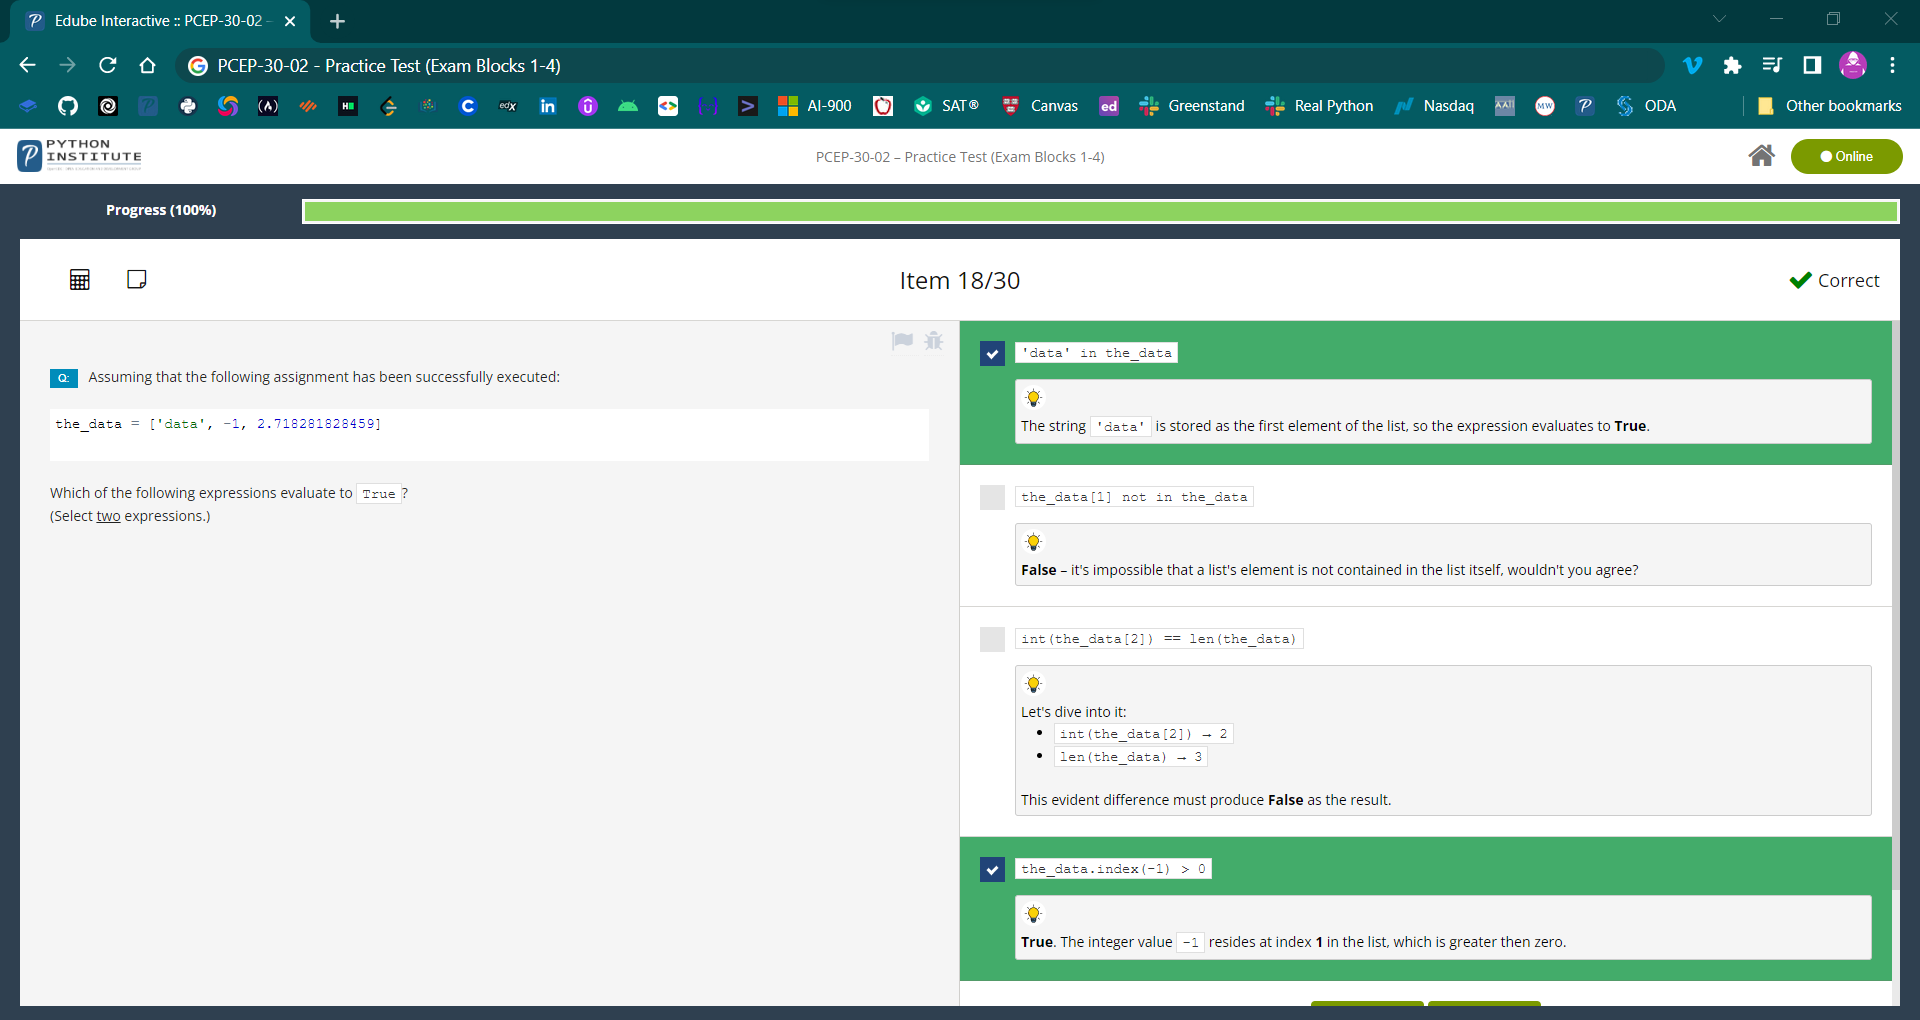 Edube Interactive :: PCEP-30-02 -
PCEP-30-02 - Practice Test (Exam Blocks 1-4)
AI-900
SAT®
Canvas
ed
Greenstand
Real Python
Nasdaq
ODA
Other bookmarks
PYTHON
INSTITUTE
PCEP-30-02 – Practice Test (Exam Blocks 1-4)
Online
Progress (100%)
Item 18/30
Correct
Q: Assuming that the following assignment has been successfully executed:
the_data = ['data', -1, 2.718281828459]
Which of the following expressions evaluate to True ?
(Select two expressions.)
'data' in the_data
The string 'data' is stored as the first element of the list, so the expression evaluates to True.
the_data[1] not in the_data
False – it's impossible that a list's element is not contained in the list itself, wouldn't you agree?
int(the_data[2]) == len(the_data)
Let's dive into it:
• int(the_data[2]) → 2
• len(the_data) → 3
This evident difference must produce False as the result.
the_data.index(-1) > 0
True. The integer value -1 resides at index 1 in the list, which is greater then zero.